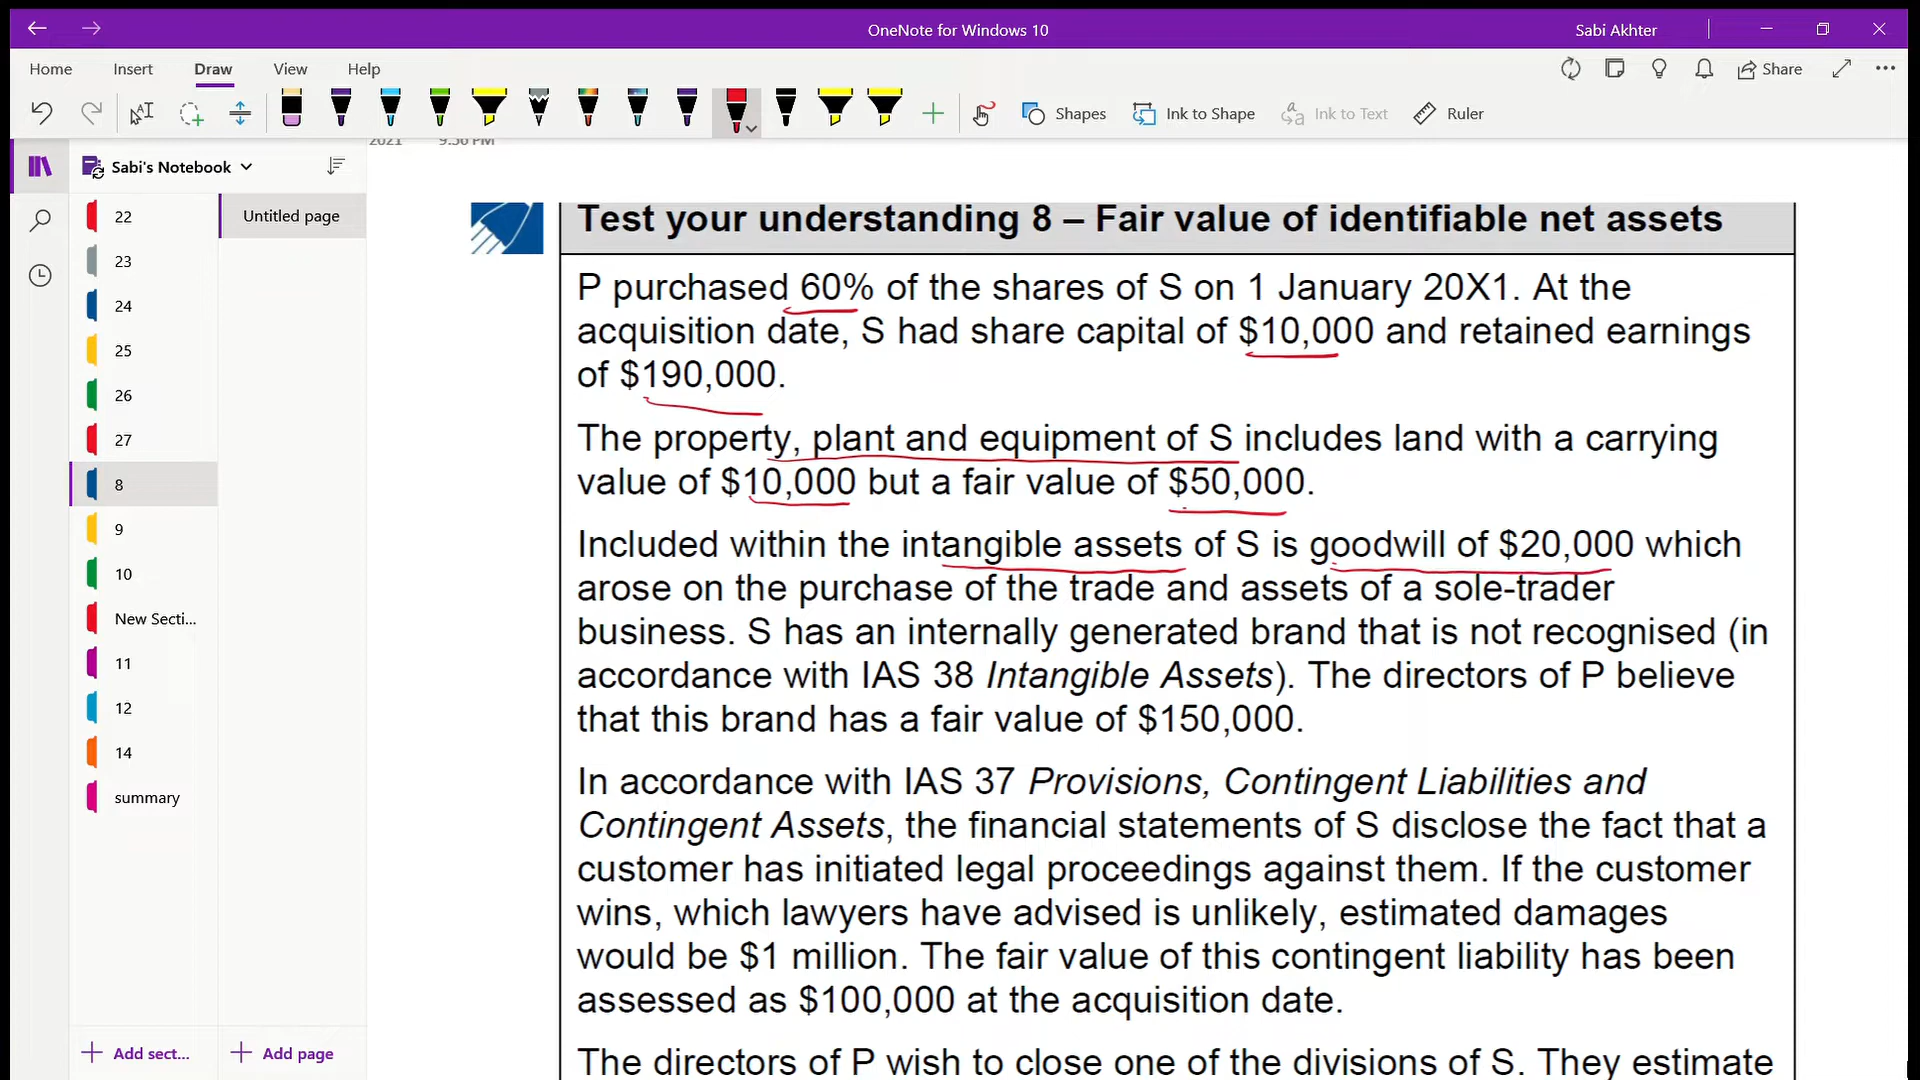 OneNote for Windows 10
Sabi Akhter
Home Insert Draw View Help
Share
Shapes Ink to Shape Ink to Text Ruler
2021 9:36 PM
Sabi's Notebook
Untitled page
22
23
24
25
26
27
8
9
10
New Secti...
11
12
14
summary
Add sect...
Add page
Test your understanding 8 – Fair value of identifiable net assets
P purchased 60% of the shares of S on 1 January 20X1. At the
acquisition date, S had share capital of $10,000 and retained earnings
of $190,000.
The property, plant and equipment of S includes land with a carrying
value of $10,000 but a fair value of $50,000.
Included within the intangible assets of S is goodwill of $20,000 which
arose on the purchase of the trade and assets of a sole-trader
business. S has an internally generated brand that is not recognised (in
accordance with IAS 38 Intangible Assets). The directors of P believe
that this brand has a fair value of $150,000.
In accordance with IAS 37 Provisions, Contingent Liabilities and
Contingent Assets, the financial statements of S disclose the fact that a
customer has initiated legal proceedings against them. If the customer
wins, which lawyers have advised is unlikely, estimated damages
would be $1 million. The fair value of this contingent liability has been
assessed as $100,000 at the acquisition date.
The directors of P wish to close one of the divisions of S. They estimate